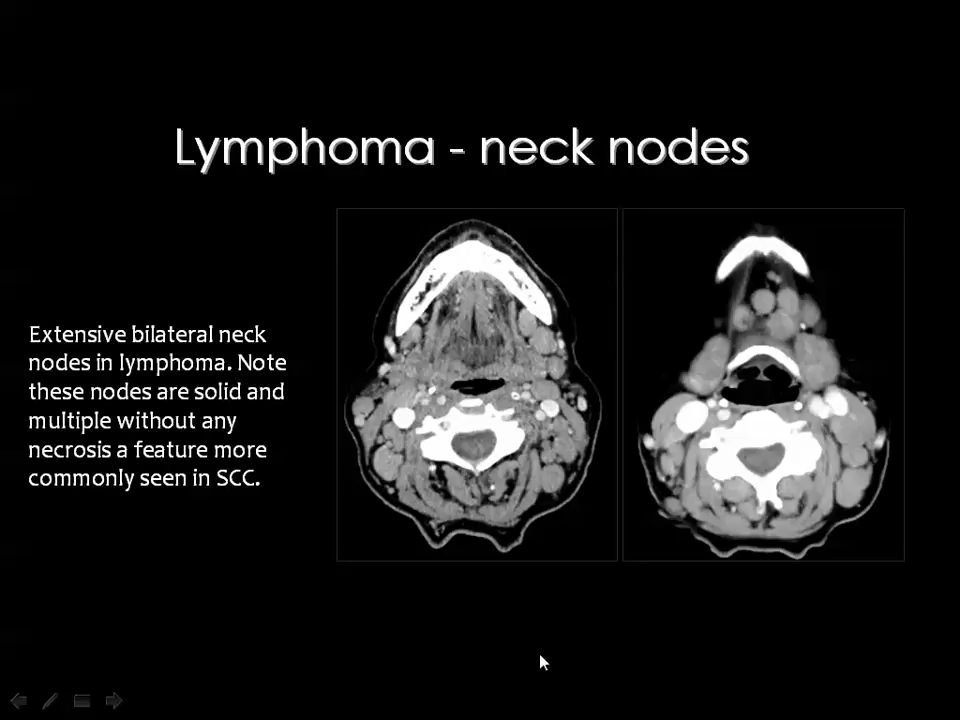 Lymphoma - neck nodes
Extensive bilateral neck
nodes in lymphoma. Note
these nodes are solid and
multiple without any
necrosis a feature more
commonly seen in SCC.